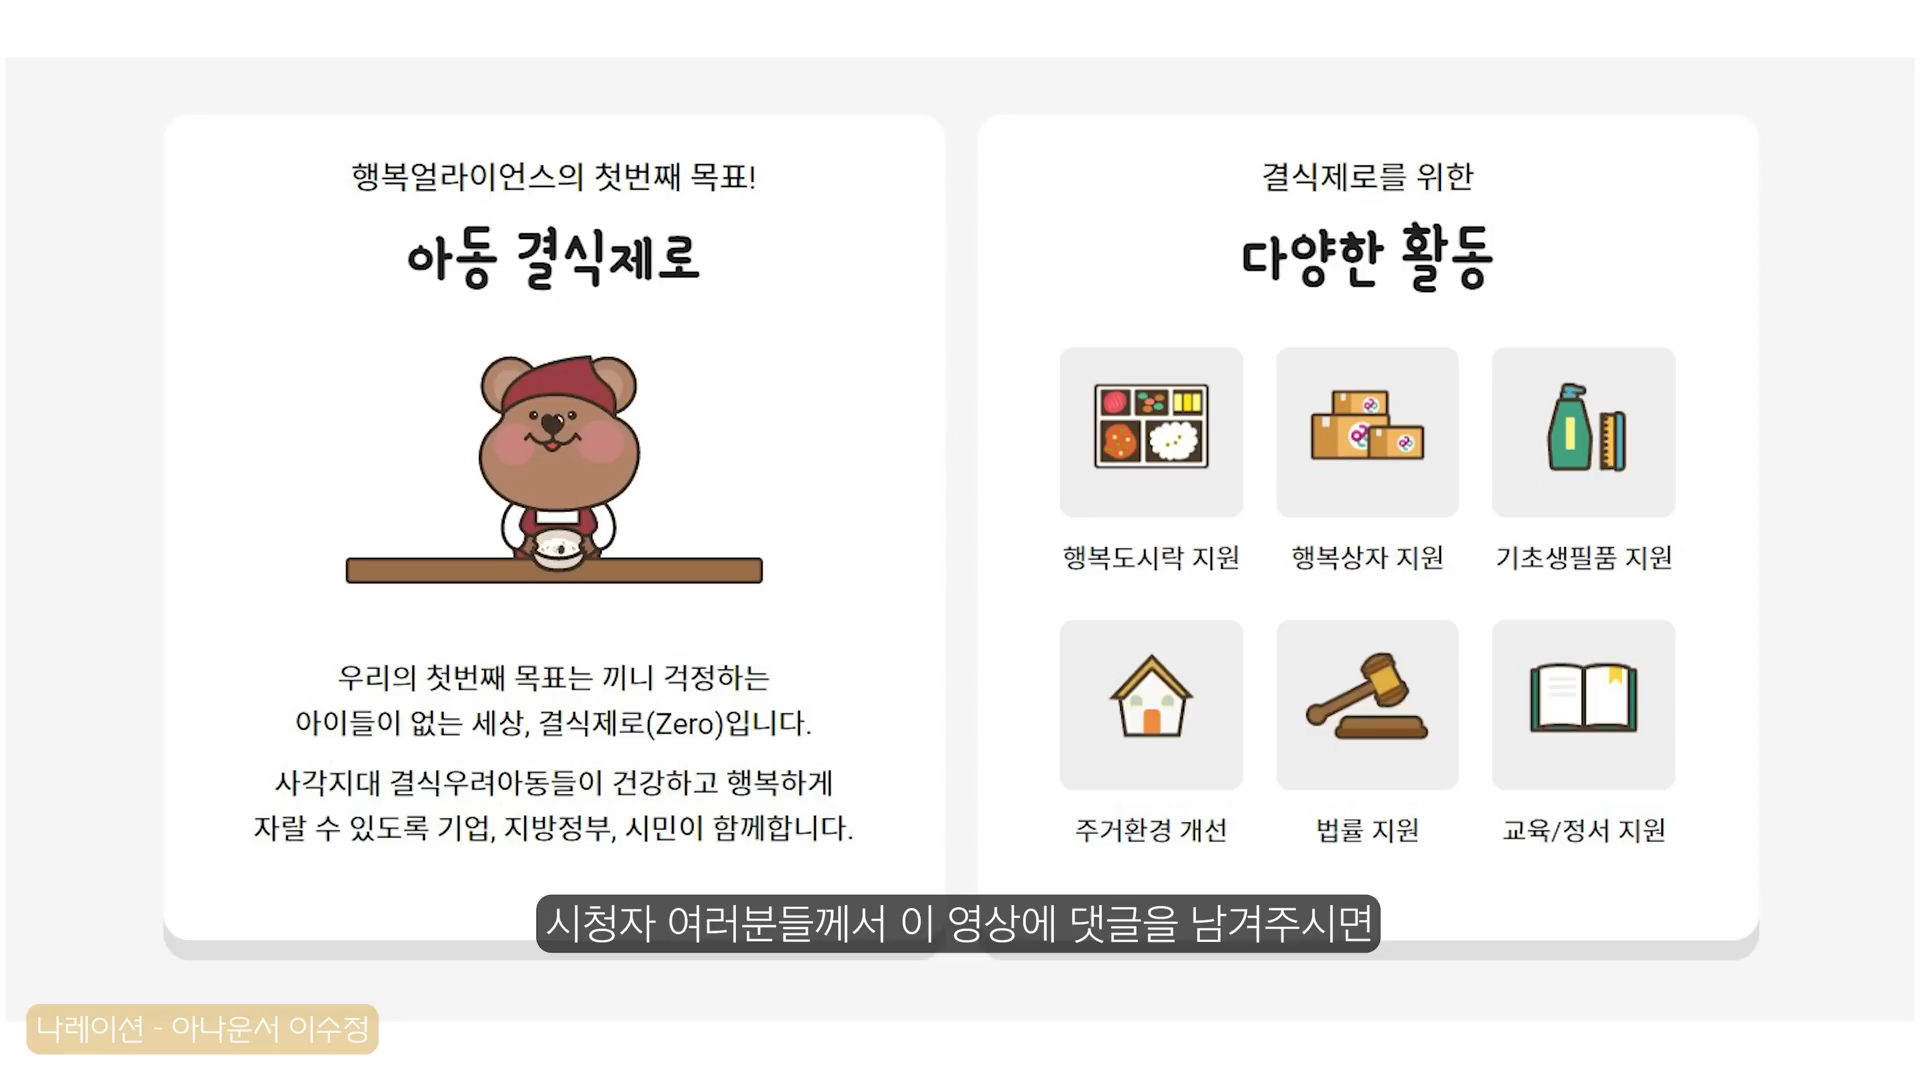 행복얼라이언스의 첫번째 목표!
아동 결식제로
우리의 첫번째 목표는 끼니 걱정하는
아이들이 없는 세상, 결식제로(Zero)입니다.
사각지대 결식우려아동들이 건강하고 행복하게
자랄 수 있도록 기업, 지방정부, 시민이 함께합니다.
결식제로를 위한
다양한 활동
행복도시락 지원
행복상자 지원
기초생필품 지원
주거환경 개선
법률 지원
교육/정서 지원
시청자 여러분들께서 이 영상에 댓글을 남겨주시면
나레이션 - 아나운서 이수정